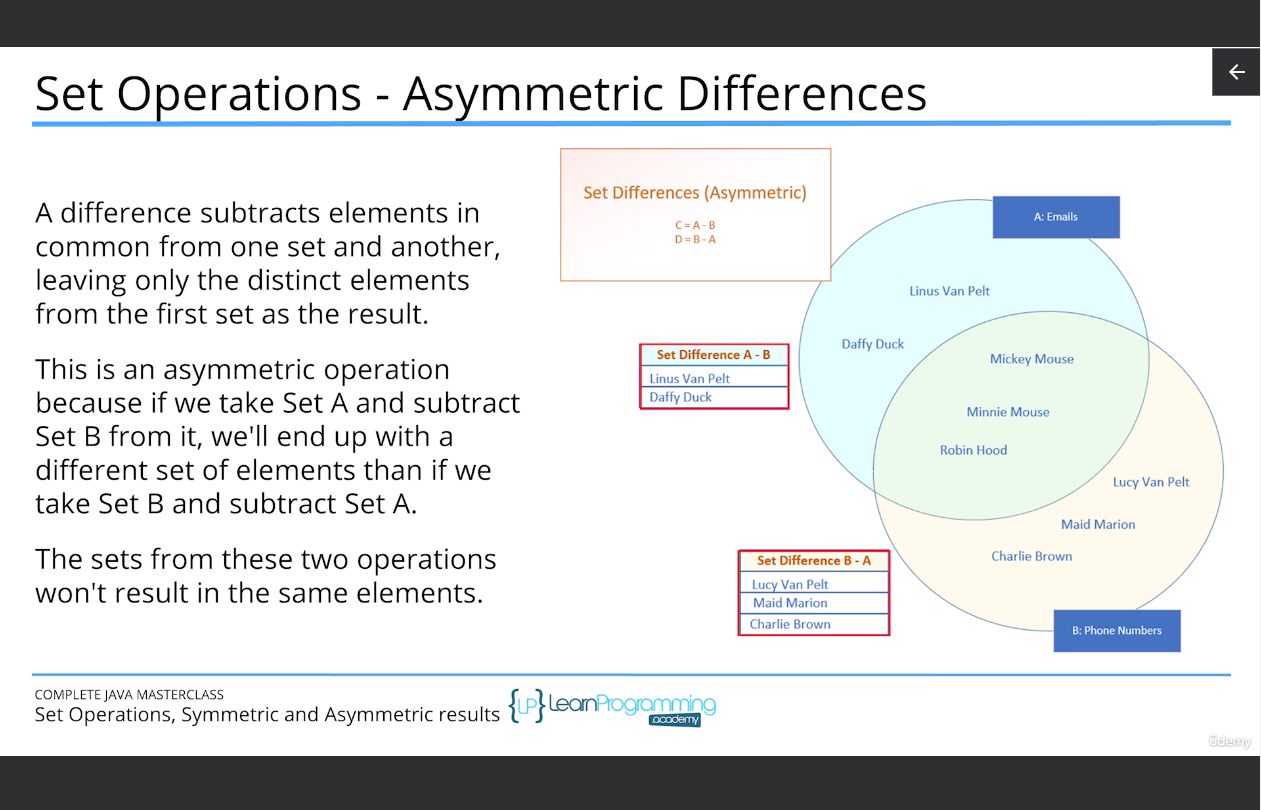 Set Operations - Asymmetric Differences
A difference subtracts elements in
common from one set and another,
leaving only the distinct elements
from the first set as the result.
This is an asymmetric operation
because if we take Set A and subtract
Set B from it, we'll end up with a
different set of elements than if we
take Set B and subtract Set A.
The sets from these two operations
won't result in the same elements.
Set Differences (Asymmetric)
C = A - B
D = B - A
A: Emails
Linus Van Pelt
Daffy Duck
Mickey Mouse
Minnie Mouse
Robin Hood
Lucy Van Pelt
Maid Marion
Charlie Brown
B: Phone Numbers
Set Difference A - B
Linus Van Pelt
Daffy Duck
Set Difference B - A
Lucy Van Pelt
Maid Marion
Charlie Brown
COMPLETE JAVA MASTERCLASS
Set Operations, Symmetric and Asymmetric results
{LP} LearnProgramming
.academy
ûdemy